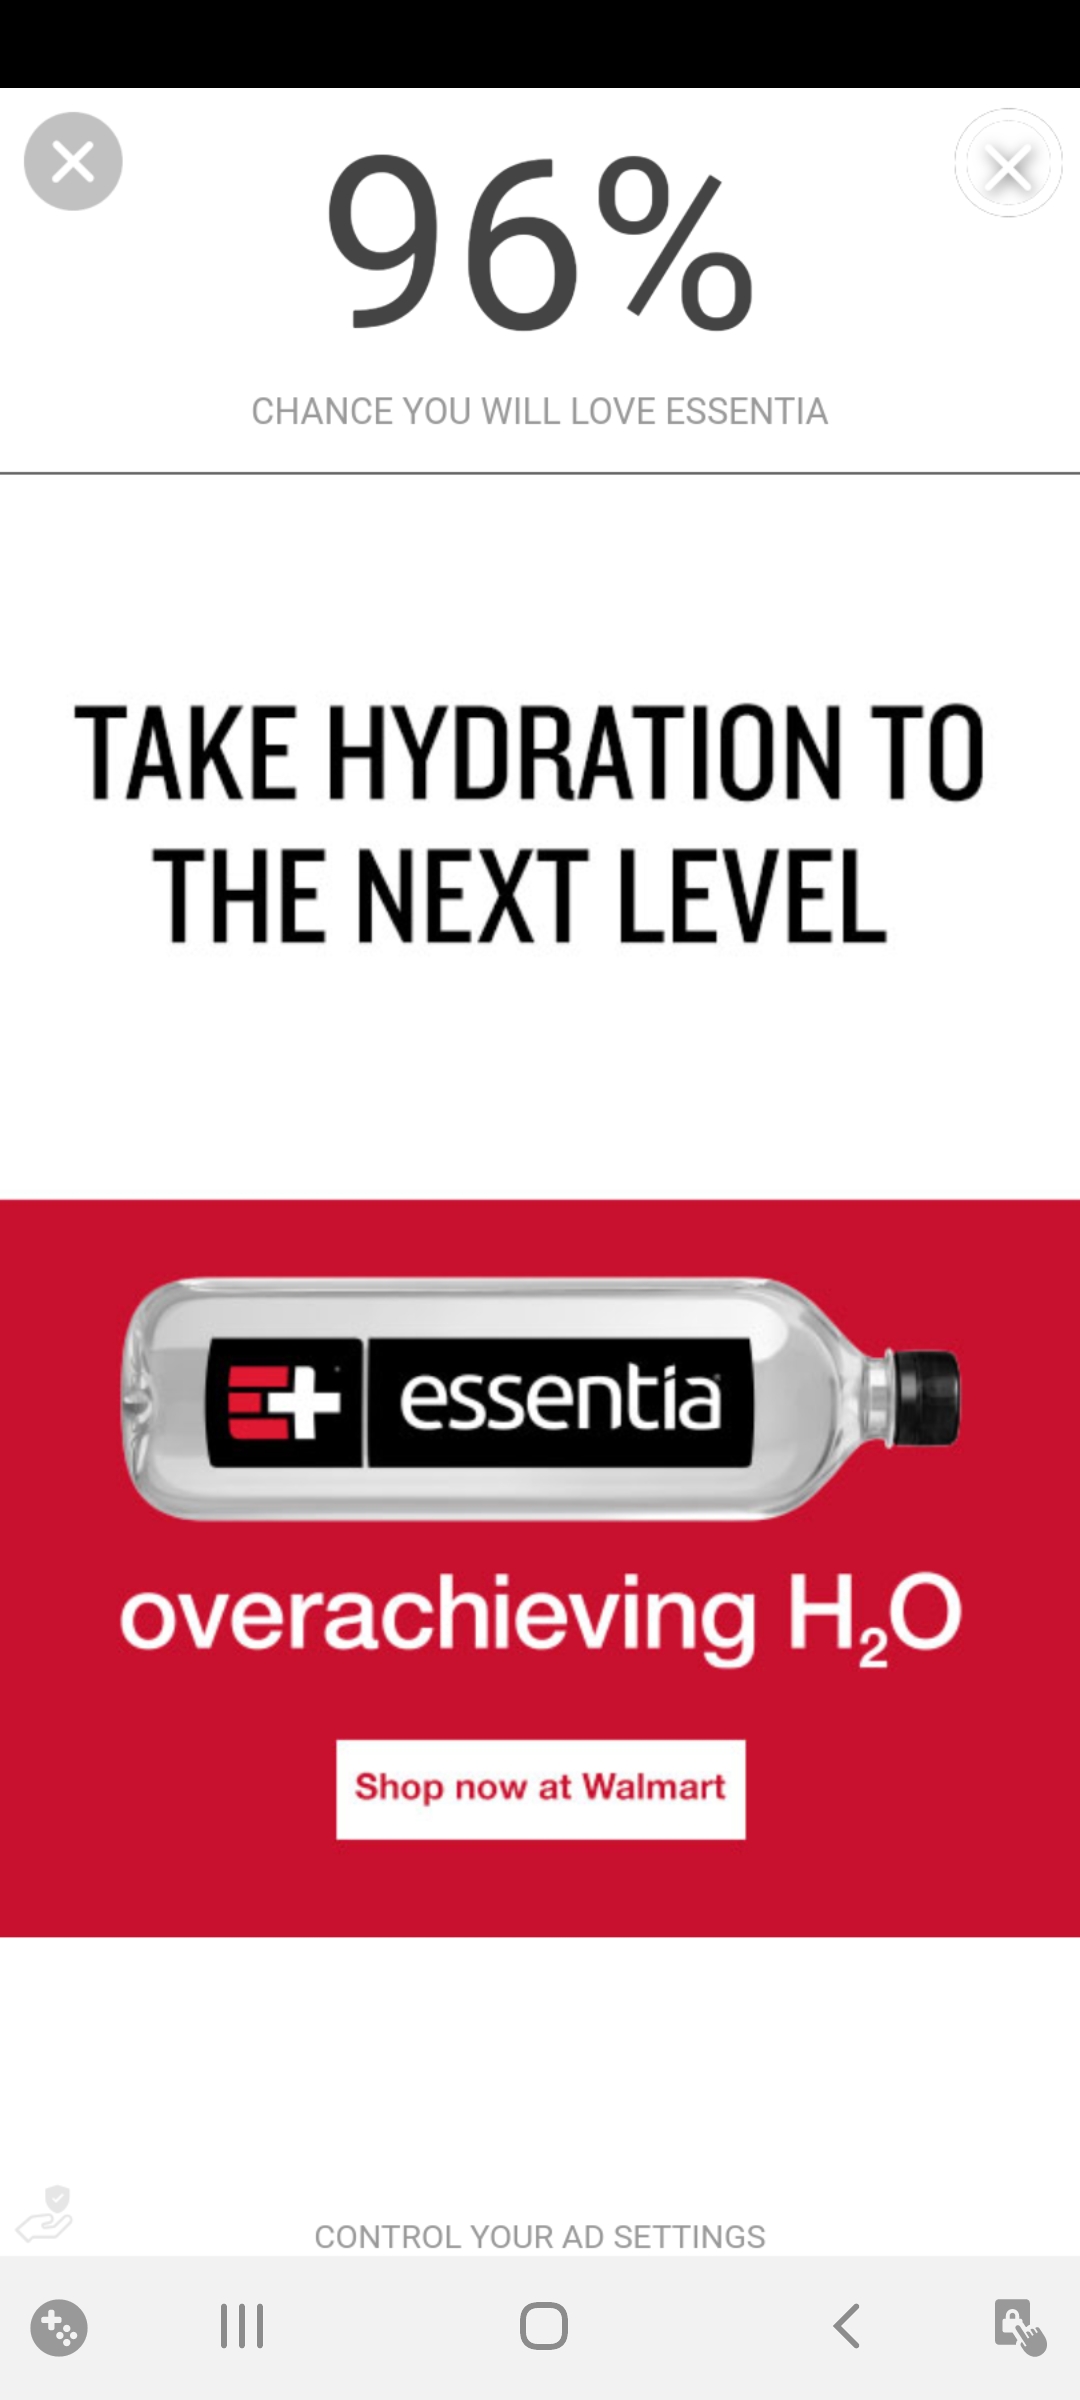 96%
CHANCE YOU WILL LOVE ESSENTIA
TAKE HYDRATION TO
THE NEXT LEVEL
essentia
overachieving H₂O
Shop now at Walmart
CONTROL YOUR AD SETTINGS